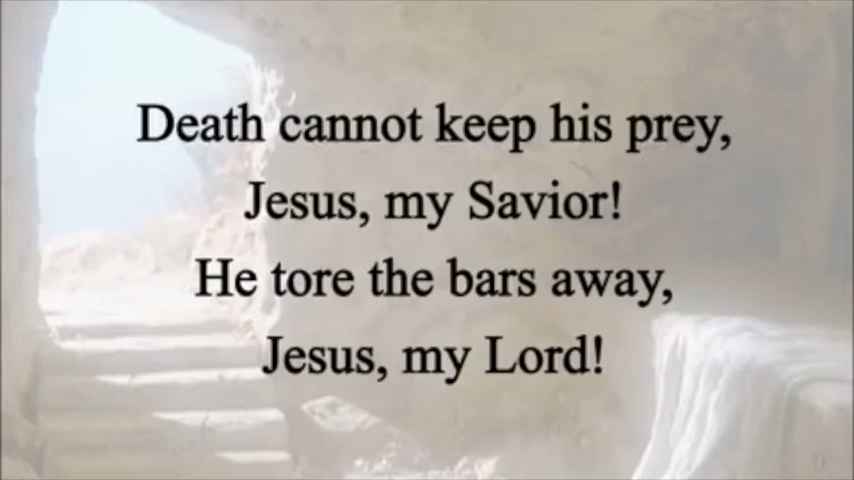 Death cannot keep his prey,
Jesus, my Savior!
He tore the bars away,
Jesus, my Lord!